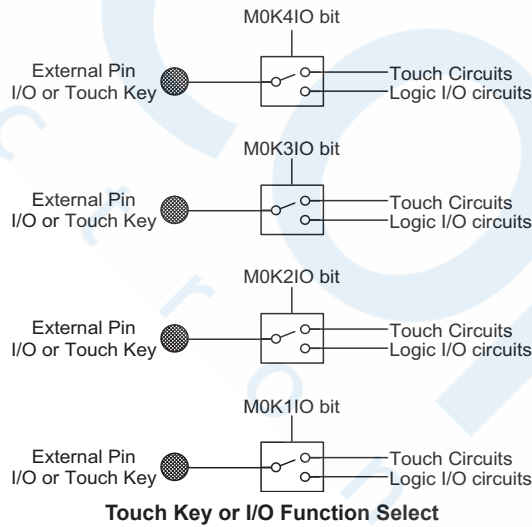 M0K4IO bit
External Pin
I/O or Touch Key
Touch Circuits
Logic I/O circuits
M0K3IO bit
External Pin
I/O or Touch Key
Touch Circuits
Logic I/O circuits
M0K2IO bit
External Pin
I/O or Touch Key
Touch Circuits
Logic I/O circuits
M0K1IO bit
External Pin
I/O or Touch Key
Touch Circuits
Logic I/O circuits
Touch Key or I/O Function Select